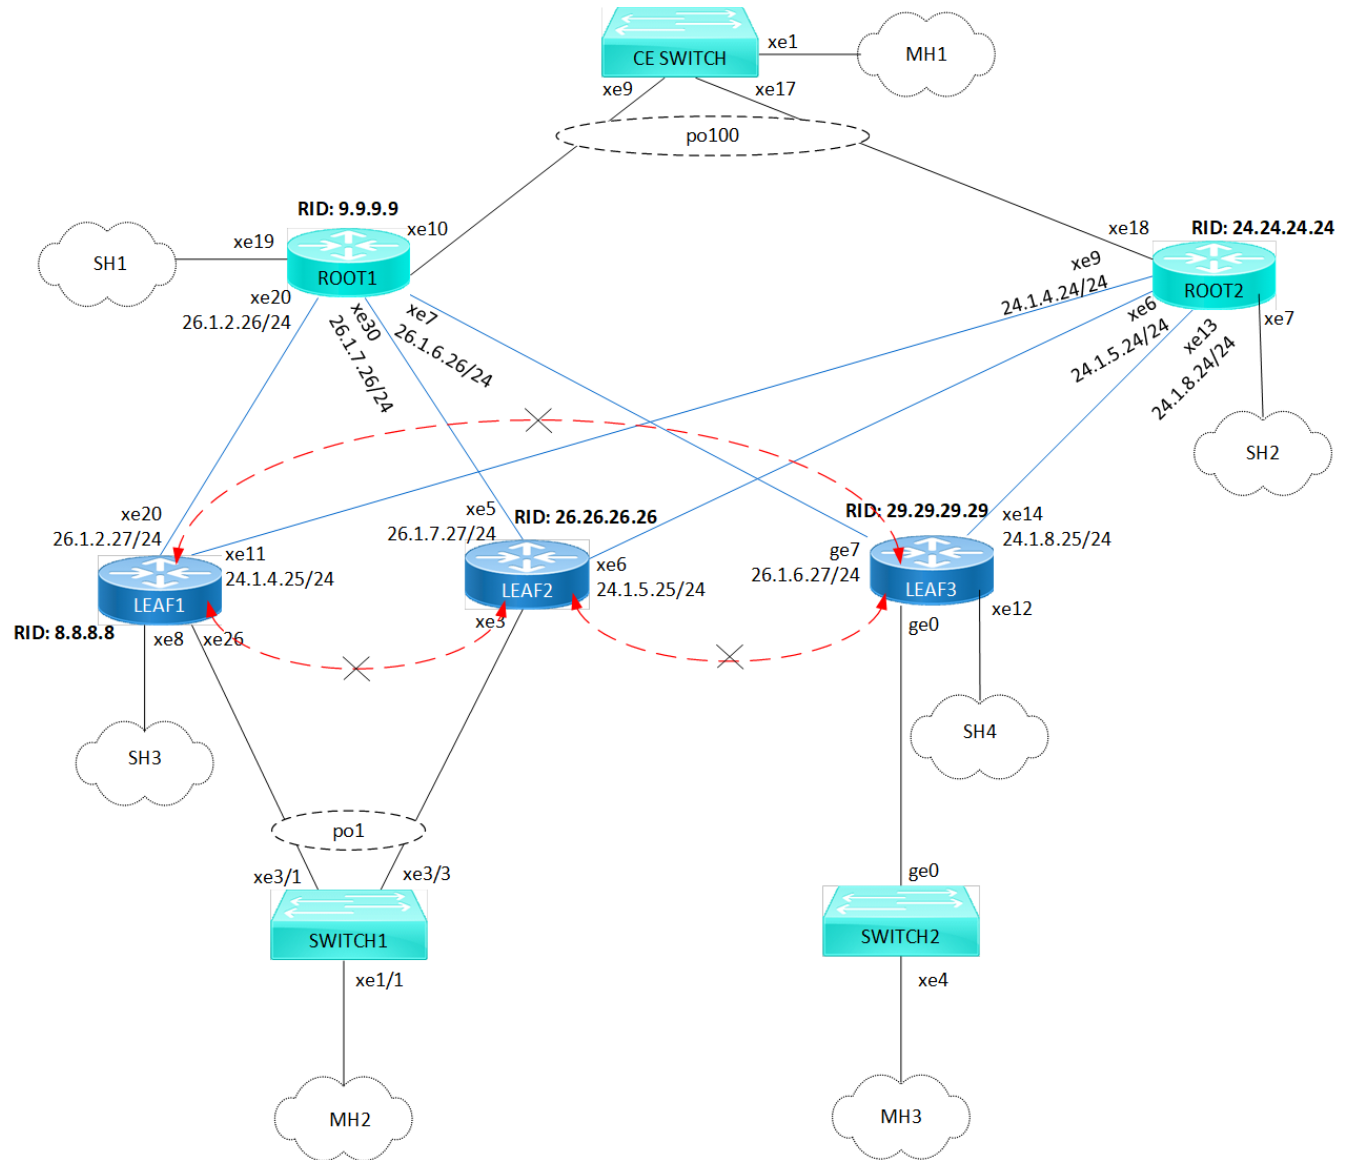 xe1
MH1
CE SWITCH
xe9
xe17
po100
RID: 9.9.9.9
xe10
xe19
SH1
ROOT1
xe18
RID: 24.24.24.24
xe9
24.1.4.24/24
ROOT2
xe20
26.1.2.26/24
xe30
26.1.7.26/24
xe7
26.1.6.26/24
xe6
24.1.5.24/24
xe13
24.1.8.24/24
xe7
SH2
xe20
26.1.2.27/24
xe5
26.1.7.27/24
RID: 26.26.26.26
RID: 29.29.29.29
xe14
24.1.8.25/24
xe11
24.1.4.25/24
xe6
24.1.5.25/24
ge7
26.1.6.27/24
LEAF1
LEAF2
LEAF3
RID: 8.8.8.8
xe8
xe26
xe3
ge0
xe12
SH3
SH4
po1
xe3/1
xe3/3
ge0
SWITCH1
SWITCH2
xe1/1
xe4
MH2
MH3